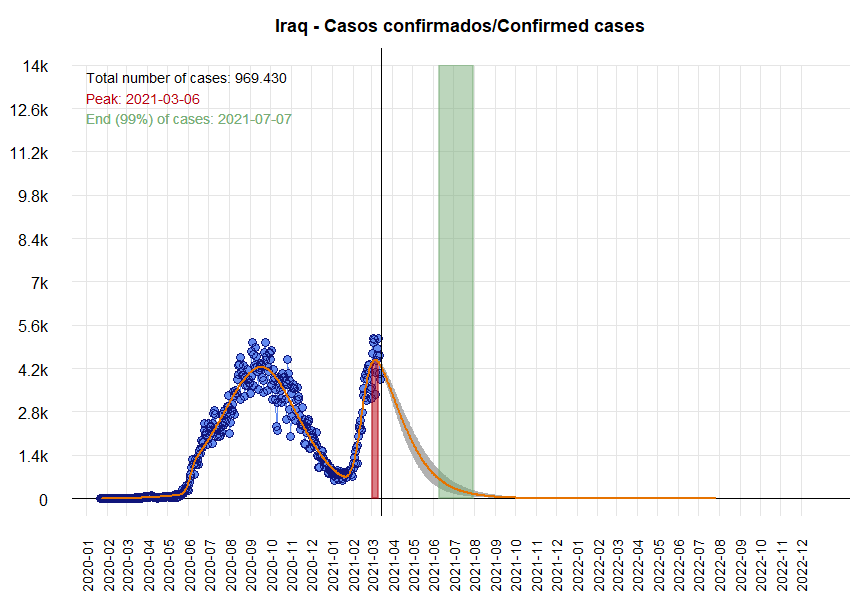 Iraq - Casos confirmados/Confirmed cases
14k
12.6k
11.2k
9.8k
8.4k
7k
5.6k
4.2k
2.8k
1.4k
0
Total number of cases: 969.430
Peak: 2021-03-06
End (99%) of cases: 2021-07-07
2020-01
2020-02
2020-03
2020-04
2020-05
2020-06
2020-07
2020-08
2020-09
2020-10
2020-11
2020-12
2021-01
2021-02
2021-03
2021-04
2021-05
2021-06
2021-07
2021-08
2021-09
2021-10
2021-11
2021-12
2022-02
2022-03
2022-04
2022-05
2022-06
2022-07
2022-08
2022-09
2022-10
2022-11
2022-12